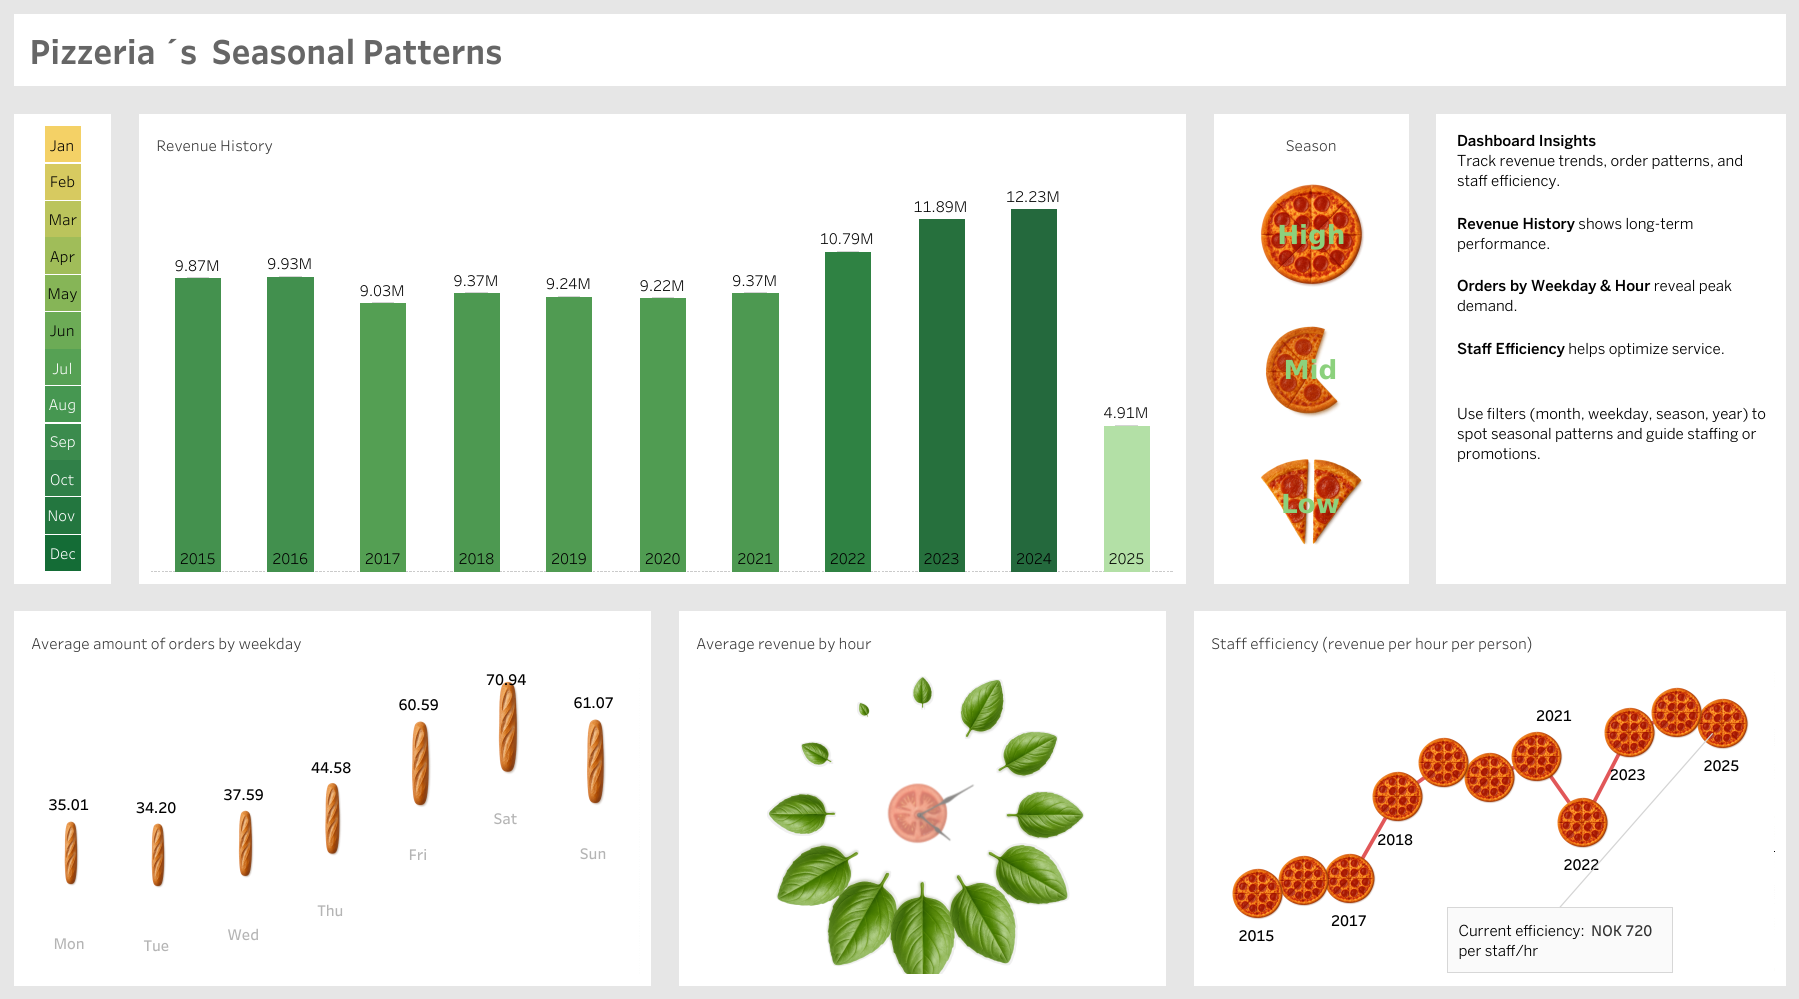 Pizzeria ´s Seasonal Patterns
Jan
Feb
Mar
Apr
May
Jun
Jul
Aug
Sep
Oct
Nov
Dec
Revenue History
9.87M
9.93M
9.03M
9.37M
9.24M
9.22M
9.37M
10.79M
11.89M
12.23M
4.91M
2015
2016
2017
2018
2019
2020
2021
2022
2023
2024
2025
Season
High
Mid
Low
Dashboard Insights
Track revenue trends, order patterns, and
staff efficiency.
Revenue History shows long-term
performance.
Orders by Weekday & Hour reveal peak
demand.
Staff Efficiency helps optimize service.
Use filters (month, weekday, season, year) to
spot seasonal patterns and guide staffing or
promotions.
Average amount of orders by weekday
35.01
34.20
37.59
44.58
60.59
70.94
61.07
Mon
Tue
Wed
Thu
Fri
Sat
Sun
Average revenue by hour
Staff efficiency (revenue per hour per person)
2015
2017
2018
2021
2022
2023
2025
Current efficiency: NOK 720
per staff/hr